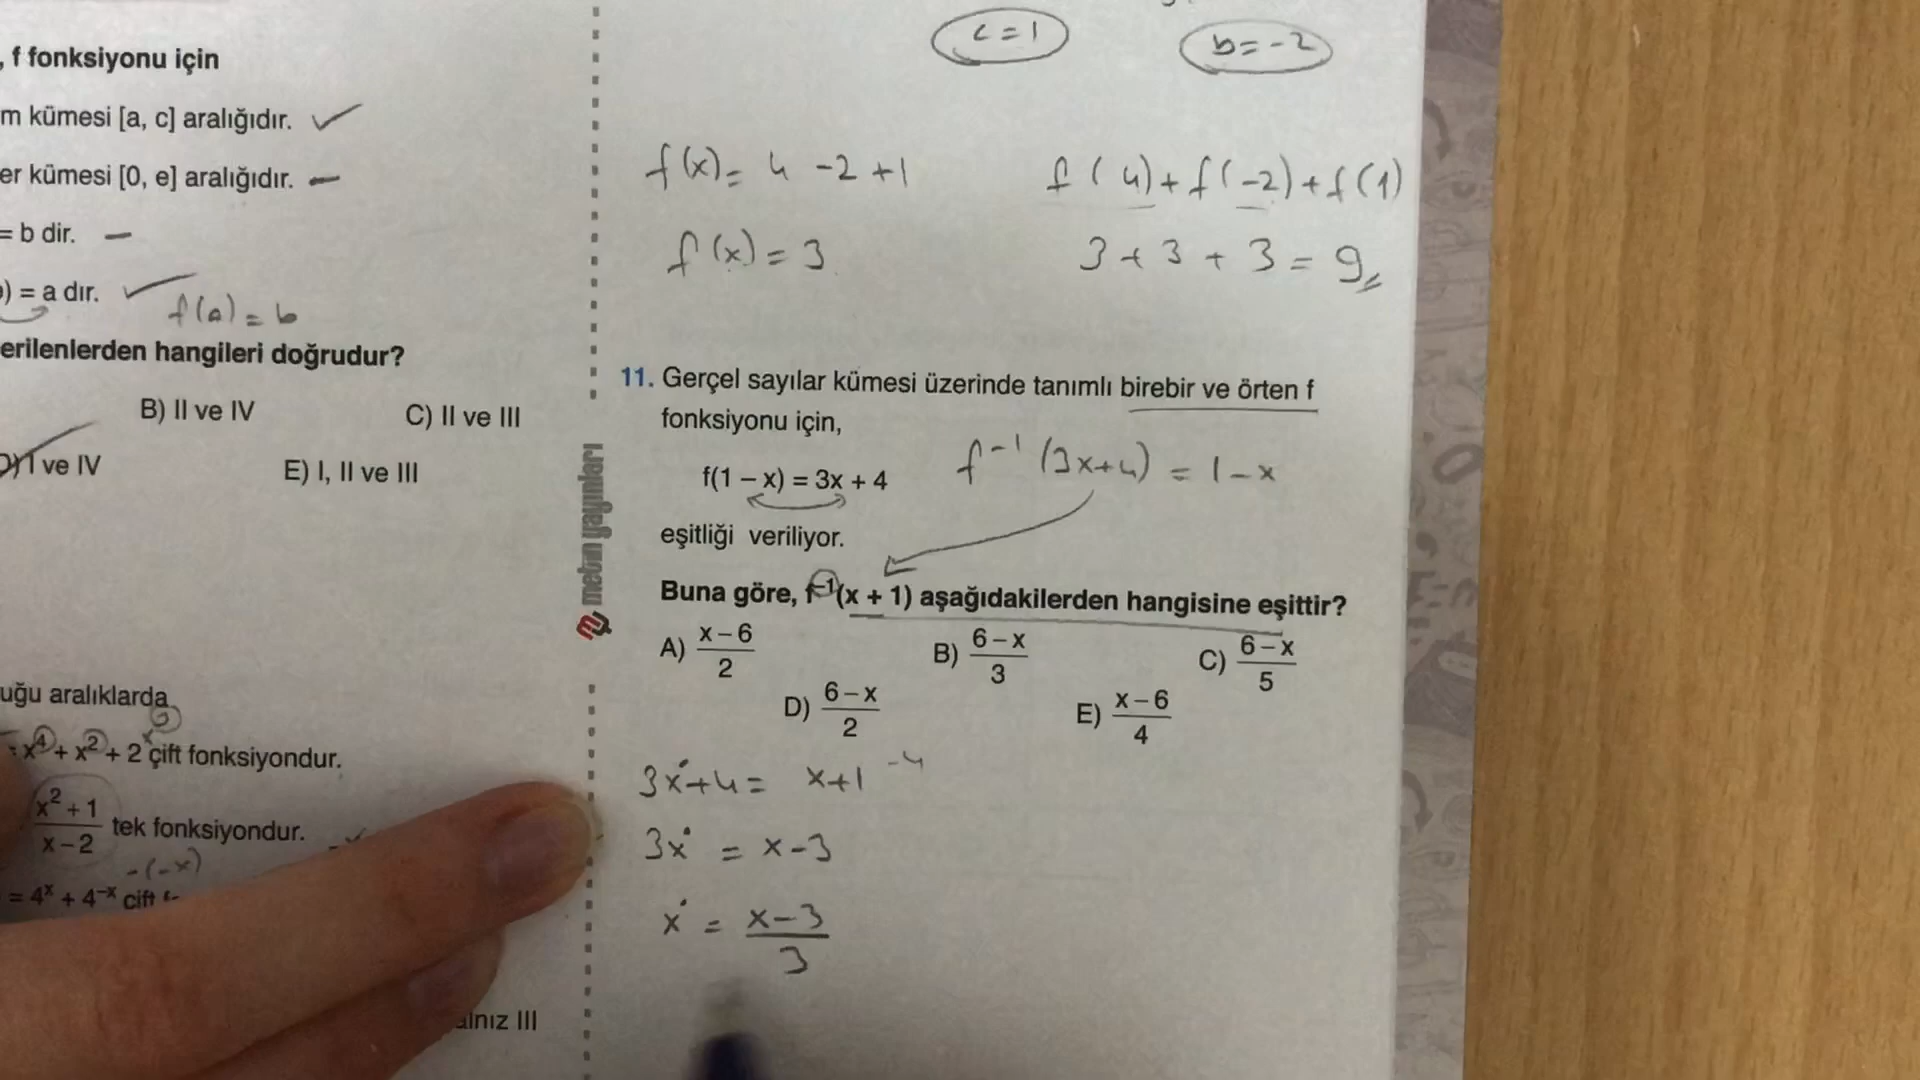 , f fonksiyonu için
m kümesi [a, c] aralığıdır. ✓
er kümesi [0, e] aralığıdır. –
= b dir. –
) = a dır. ✓
f(a) = b
erilenlerden hangileri doğrudur?
B) II ve IV C) II ve III
D) I ve IV E) I, II ve III
uğu aralıklarda
= x⁴ + x² + 2 çift fonksiyondur.
x² + 1 / x – 2 tek fonksiyondur.
-(-x)
= 4ˣ + 4⁻ˣ çift
alnız III
metin yayınları
c = 1 b = -2
f(x) = 4 - 2 + 1 f(4) + f(-2) + f(1)
f(x) = 3 3 + 3 + 3 = 9
11. Gerçel sayılar kümesi üzerinde tanımlı birebir ve örten f
fonksiyonu için,
f(1 – x) = 3x + 4 f⁻¹(3x+4) = 1 - x
eşitliği veriliyor.
Buna göre, f⁻¹(x + 1) aşağıdakilerden hangisine eşittir?
A) x – 6 / 2 B) 6 – x / 3 C) 6 – x / 5
D) 6 – x / 2 E) x – 6 / 4
3x + 4 = x + 1 -4
3x = x - 3
x = x - 3 / 3